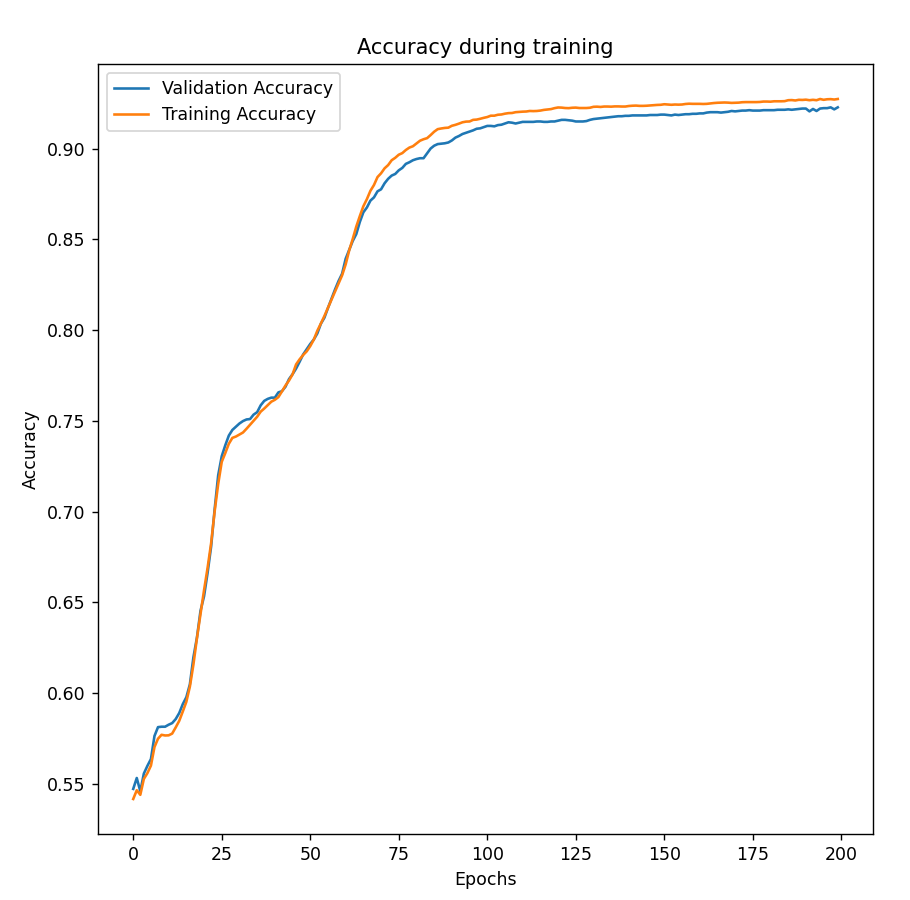 Accuracy during training
Validation Accuracy
Training Accuracy
0.90
0.85
0.80
0.75
0.70
0.65
0.60
0.55
Accuracy
0 25 50 75 100 125 150 175 200
Epochs